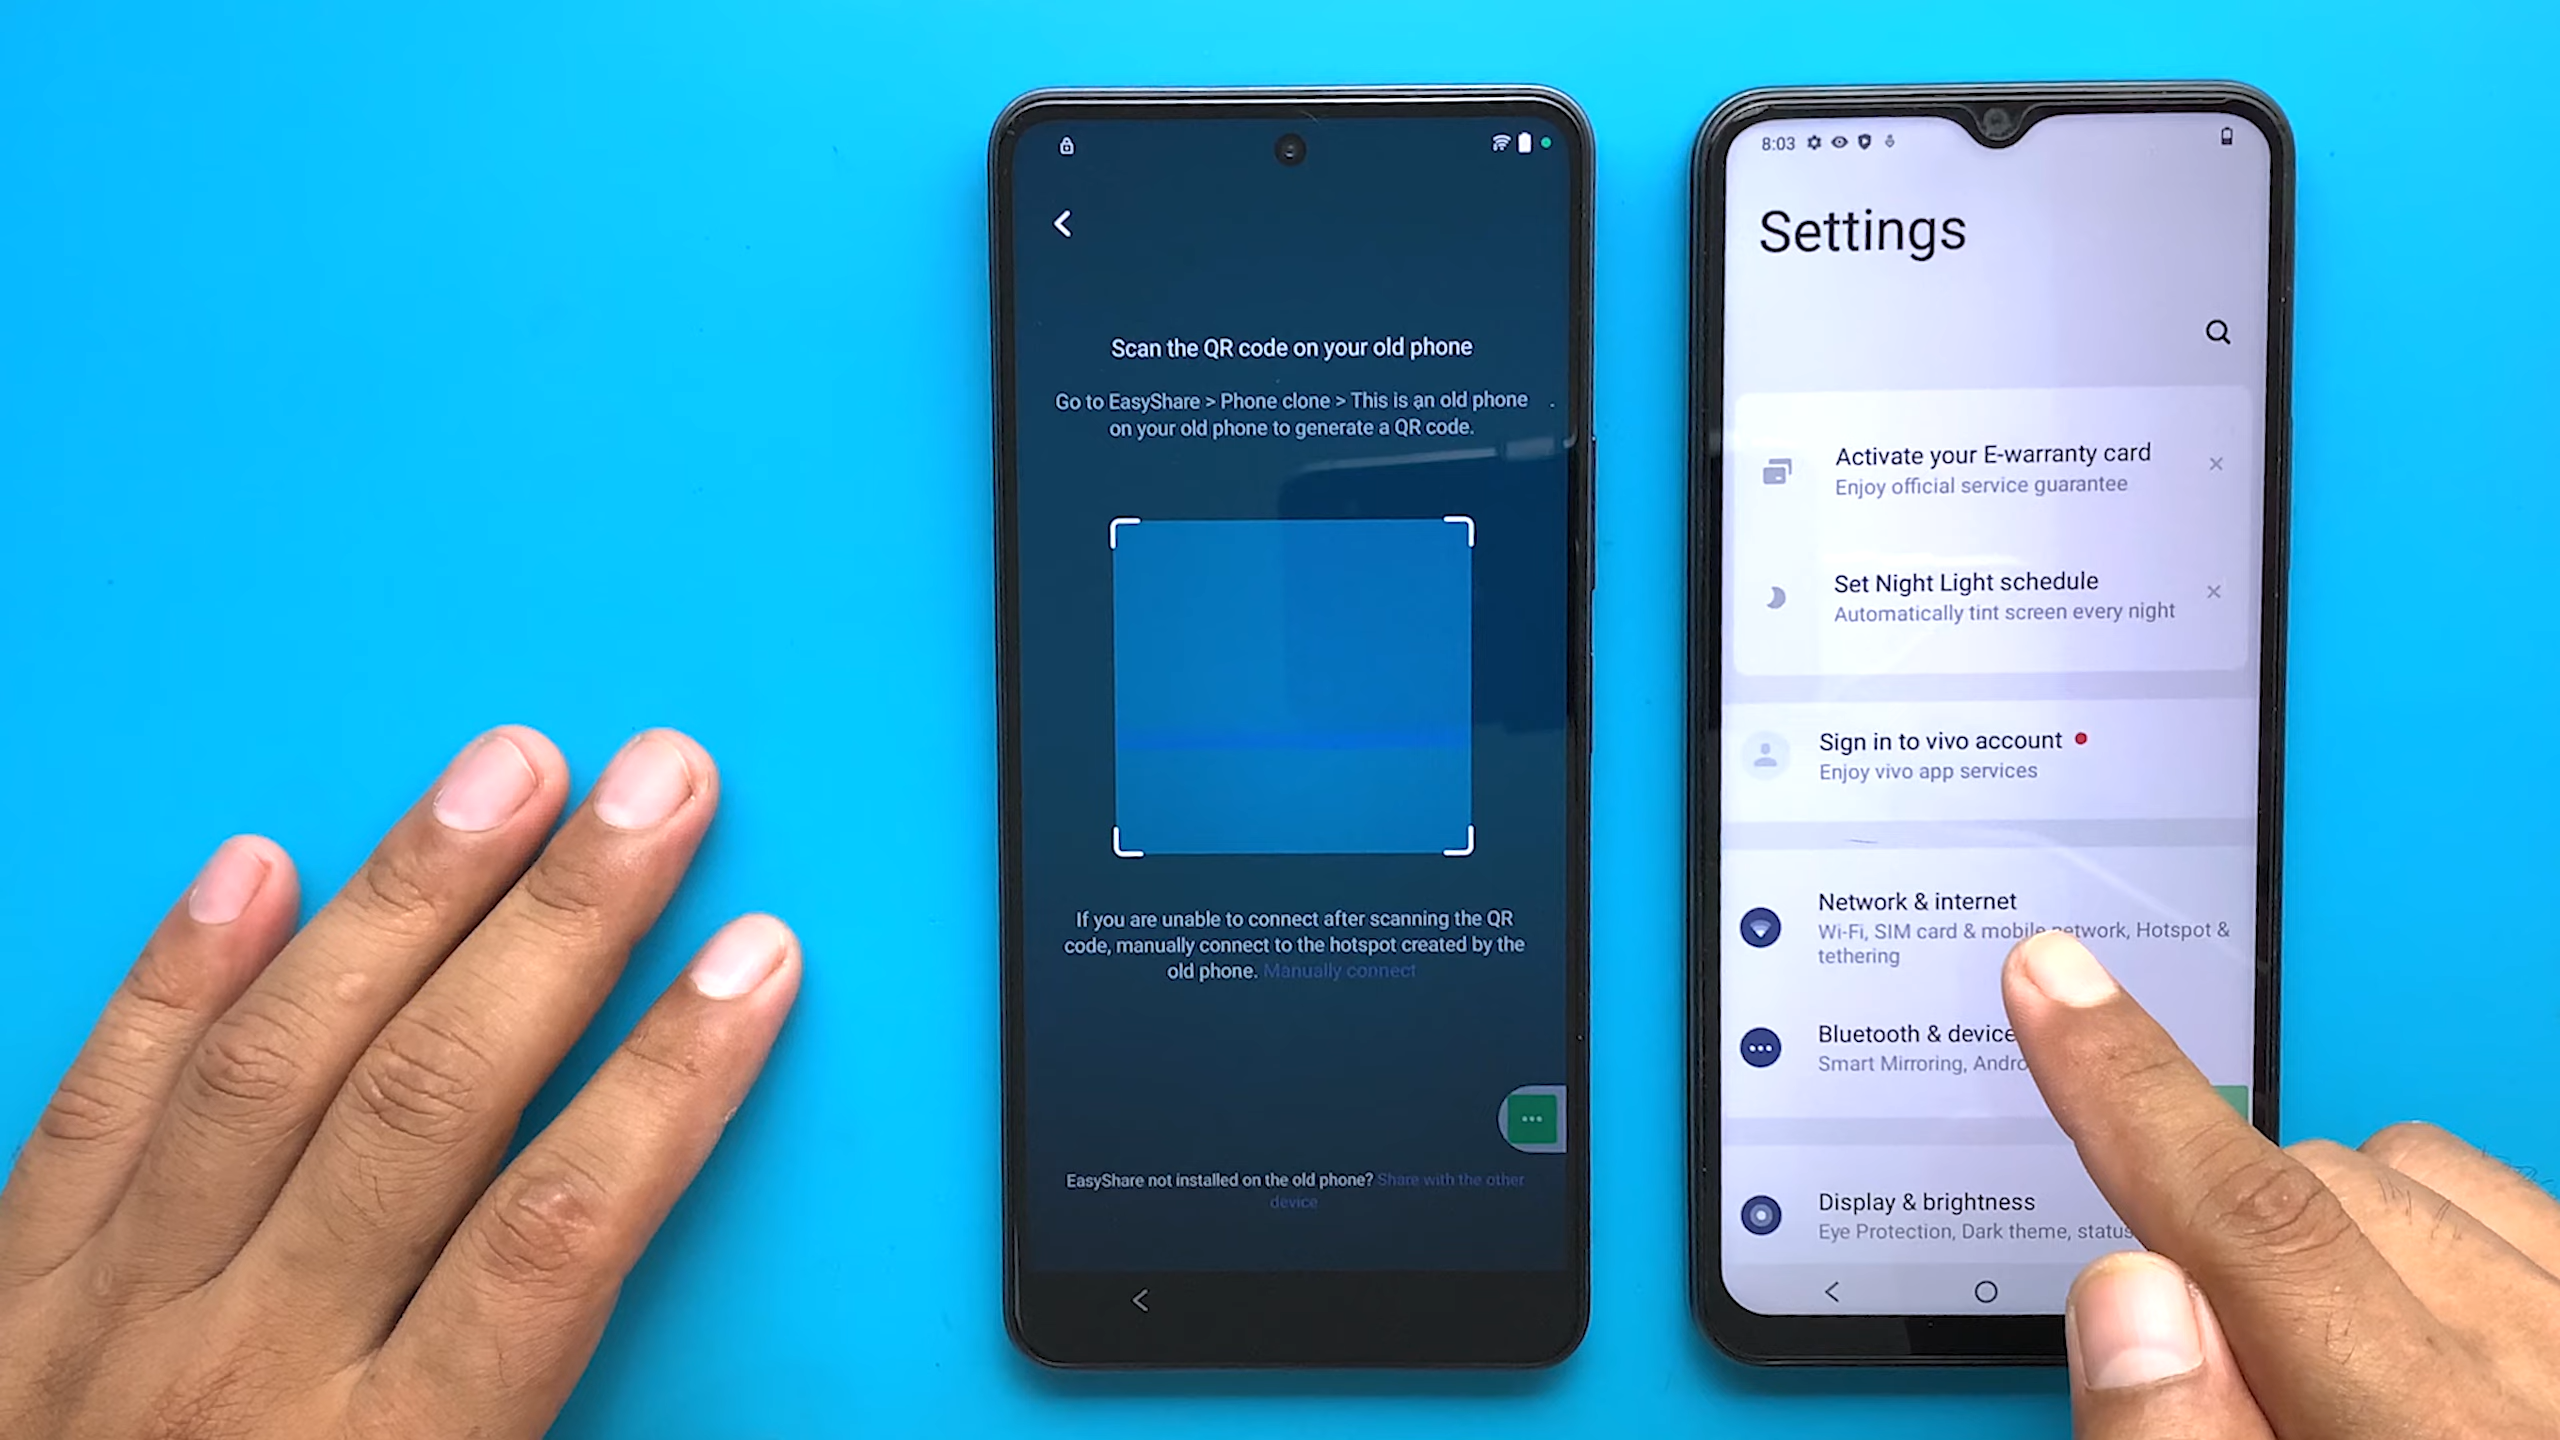 Scan the QR code on your old phone
Go to EasyShare > Phone clone > This is an old phone
on your old phone to generate a QR code.
If you are unable to connect after scanning the QR
code, manually connect to the hotspot created by the
old phone. Manually connect
EasyShare not installed on the old phone? Share with the other
device
8:03
Settings
Activate your E-warranty card
Enjoy official service guarantee
Set Night Light schedule
Automatically tint screen every night
Sign in to vivo account
Enjoy vivo app services
Network & internet
Wi-Fi, SIM card & mobile network, Hotspot &
tethering
Bluetooth & device
Smart Mirroring, Andro
Display & brightness
Eye Protection, Dark theme, status